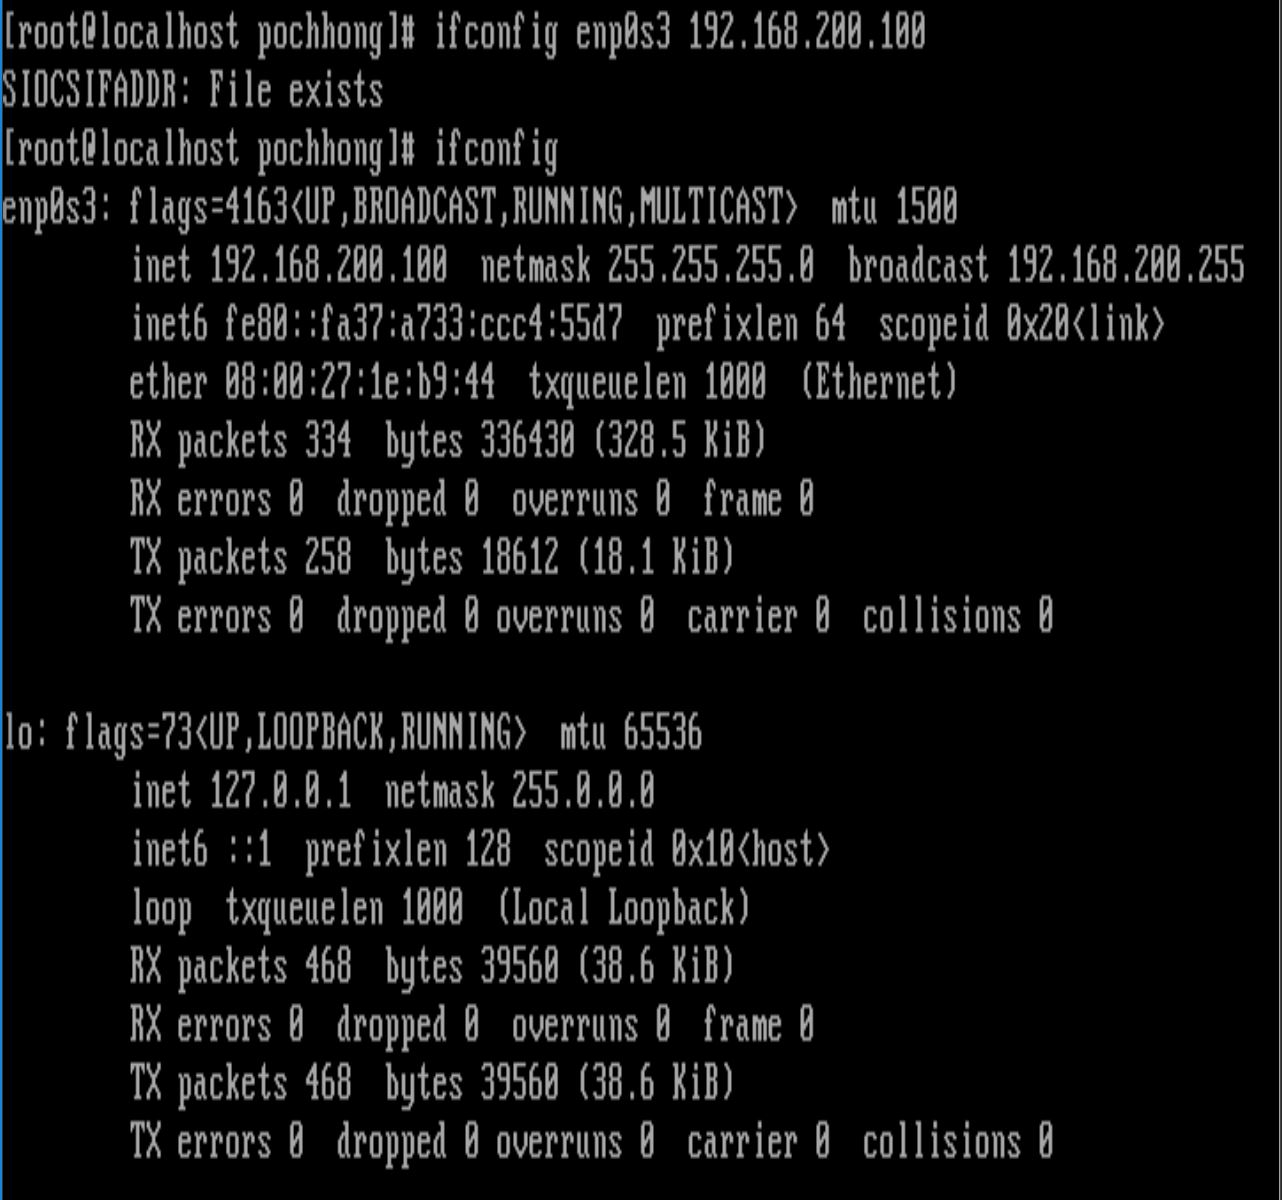 [root@localhost pochhong]# ifconfig enp0s3 192.168.200.100
SIOCSIFADDR: File exists
[root@localhost pochhong]# ifconfig
enp0s3: flags=4163<UP,BROADCAST,RUNNING,MULTICAST>  mtu 1500
        inet 192.168.200.100  netmask 255.255.255.0  broadcast 192.168.200.255
        inet6 fe80::fa37:a733:ccc4:55d7  prefixlen 64  scopeid 0x20<link>
        ether 08:00:27:1e:b9:44  txqueuelen 1000  (Ethernet)
        RX packets 334  bytes 336430 (328.5 KiB)
        RX errors 0  dropped 0  overruns 0  frame 0
        TX packets 258  bytes 18612 (18.1 KiB)
        TX errors 0  dropped 0 overruns 0  carrier 0  collisions 0

lo: flags=73<UP,LOOPBACK,RUNNING>  mtu 65536
        inet 127.0.0.1  netmask 255.0.0.0
        inet6 ::1  prefixlen 128  scopeid 0x10<host>
        loop  txqueuelen 1000  (Local Loopback)
        RX packets 468  bytes 39560 (38.6 KiB)
        RX errors 0  dropped 0  overruns 0  frame 0
        TX packets 468  bytes 39560 (38.6 KiB)
        TX errors 0  dropped 0 overruns 0  carrier 0  collisions 0